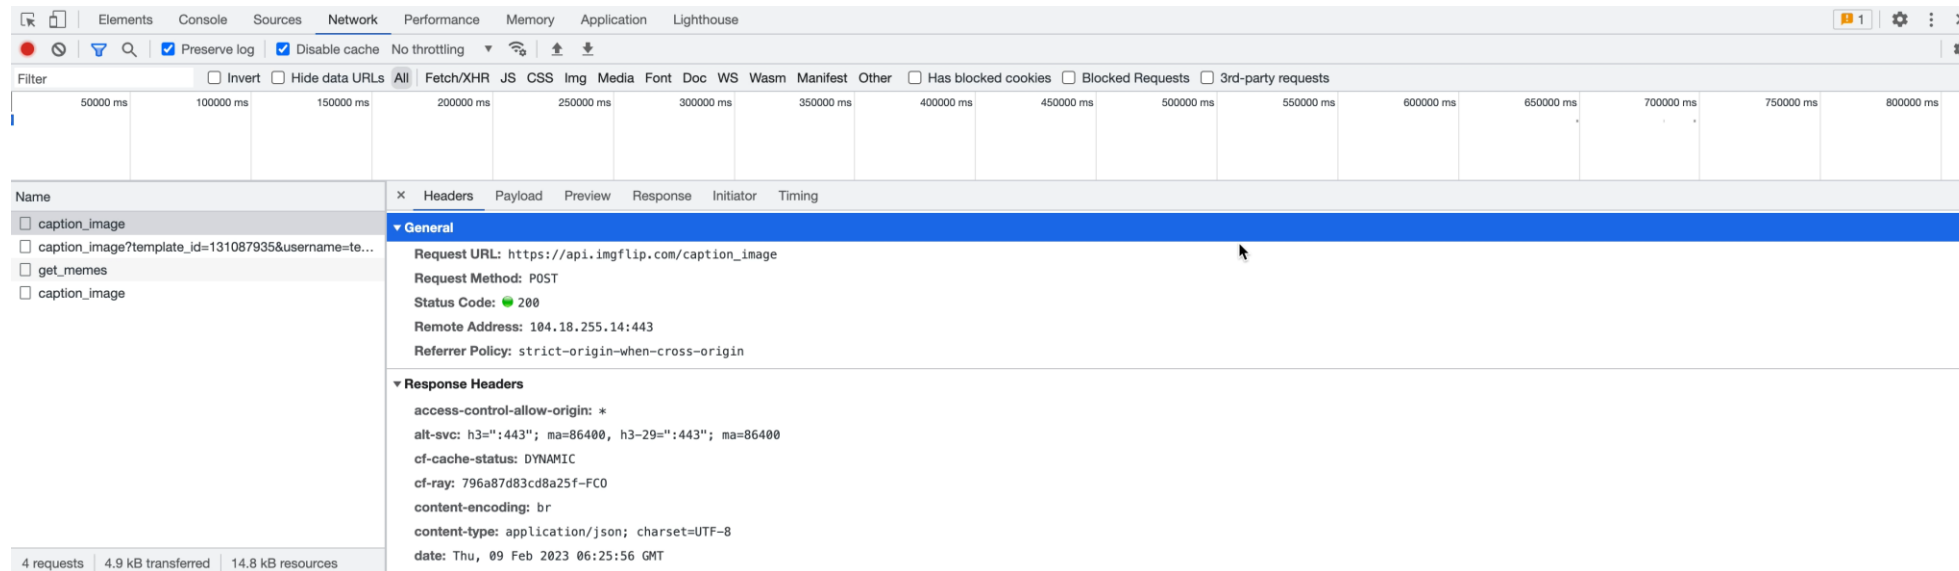 Elements Console Sources Network Performance Memory Application Lighthouse 1
Preserve log Disable cache No throttling
Filter Invert Hide data URLs All Fetch/XHR JS CSS Img Media Font Doc WS Wasm Manifest Other Has blocked cookies Blocked Requests 3rd-party requests
50000 ms 100000 ms 150000 ms 200000 ms 250000 ms 300000 ms 350000 ms 400000 ms 450000 ms 500000 ms 550000 ms 600000 ms 650000 ms 700000 ms 750000 ms 800000 ms
Name
caption_image
caption_image?template_id=131087935&username=te...
get_memes
caption_image
4 requests 4.9 kB transferred 14.8 kB resources
× Headers Payload Preview Response Initiator Timing
General
Request URL: https://api.imgflip.com/caption_image
Request Method: POST
Status Code: 200
Remote Address: 104.18.255.14:443
Referrer Policy: strict-origin-when-cross-origin
Response Headers
access-control-allow-origin: *
alt-svc: h3=":443"; ma=86400, h3-29=":443"; ma=86400
cf-cache-status: DYNAMIC
cf-ray: 796a87d83cd8a25f-FCO
content-encoding: br
content-type: application/json; charset=UTF-8
date: Thu, 09 Feb 2023 06:25:56 GMT